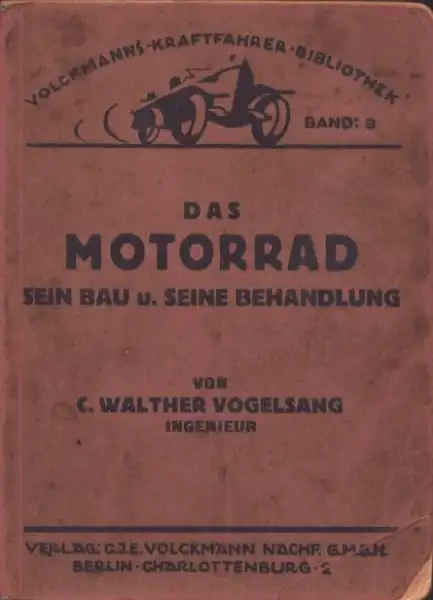 VOLCKMANNS·KRAFTFAHRER·BIBLIOTHEK
BAND: 3
DAS
MOTORRAD
SEIN BAU u. SEINE BEHANDLUNG
VON
C. WALTHER VOGELSANG
INGENIEUR
VERLAG: C.J.E. VOLCKMANN NACHF. G.M.B.H.
BERLIN-CHARLOTTENBURG·2